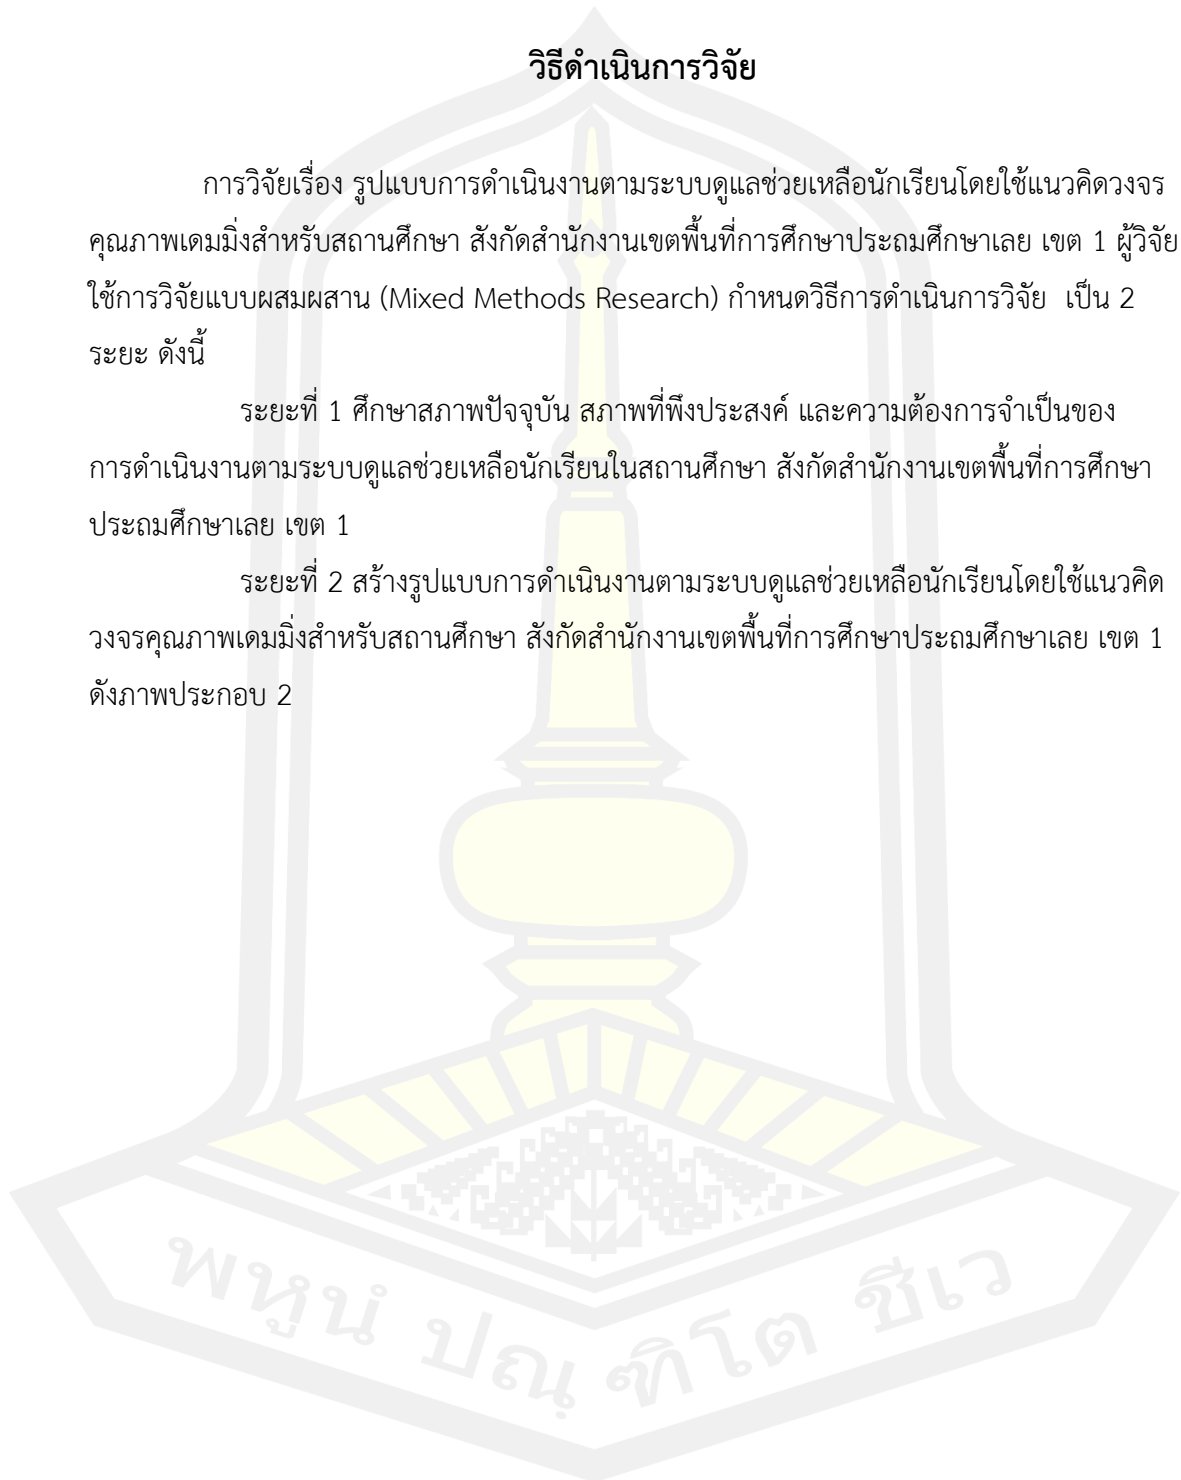 วิธีดำเนินการวิจัย
การวิจัยเรื่อง รูปแบบการดำเนินงานตามระบบดูแลช่วยเหลือนักเรียนโดยใช้แนวคิดวงจร
คุณภาพเดมมิ่งสำหรับสถานศึกษา สังกัดสำนักงานเขตพื้นที่การศึกษาประถมศึกษาเลย เขต 1 ผู้วิจัย
ใช้การวิจัยแบบผสมผสาน (Mixed Methods Research) กำหนดวิธีการดำเนินการวิจัย เป็น 2
ระยะ ดังนี้
ระยะที่ 1 ศึกษาสภาพปัจจุบัน สภาพที่พึงประสงค์ และความต้องการจำเป็นของ
การดำเนินงานตามระบบดูแลช่วยเหลือนักเรียนในสถานศึกษา สังกัดสำนักงานเขตพื้นที่การศึกษา
ประถมศึกษาเลย เขต 1
ระยะที่ 2 สร้างรูปแบบการดำเนินงานตามระบบดูแลช่วยเหลือนักเรียนโดยใช้แนวคิด
วงจรคุณภาพเดมมิ่งสำหรับสถานศึกษา สังกัดสำนักงานเขตพื้นที่การศึกษาประถมศึกษาเลย เขต 1
ดังภาพประกอบ 2
พหูนํ ปณฺฑิโต ชีเว